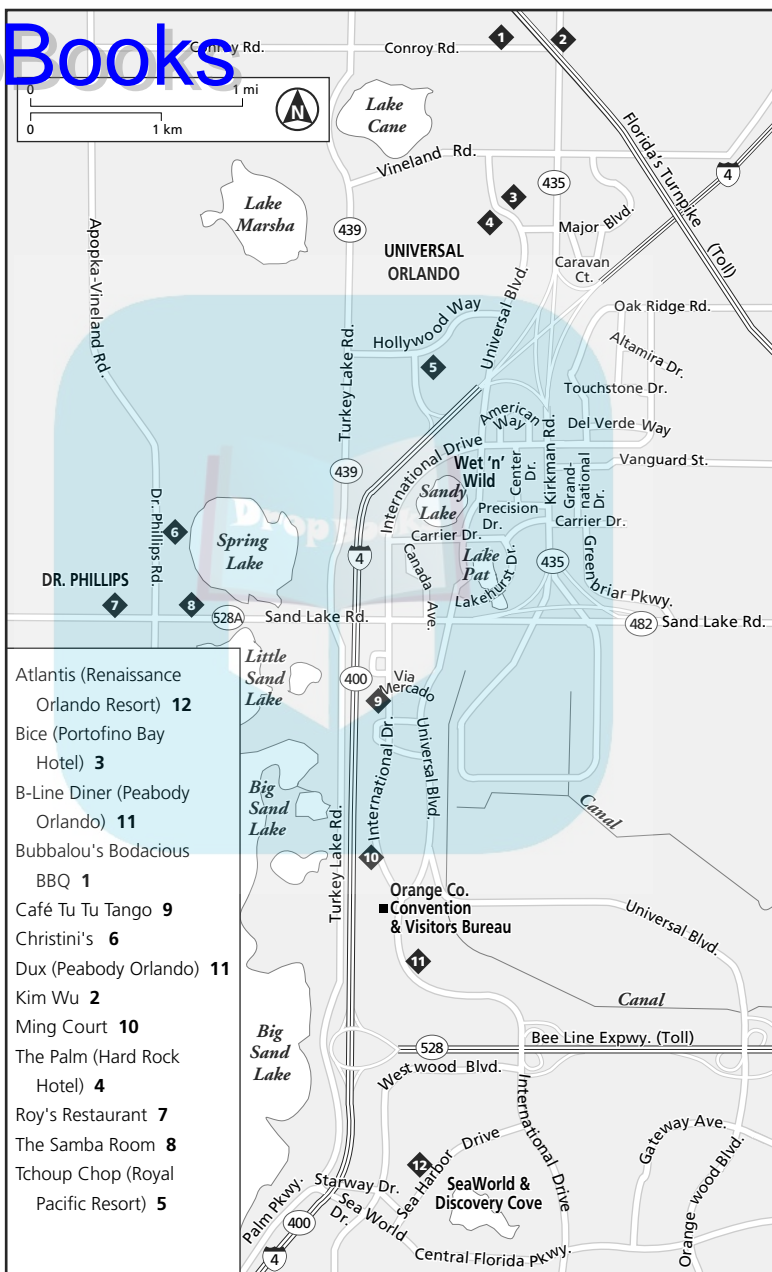 Books
Conroy Rd.
Conroy Rd.
1
2
0
1 mi
0
1 km
N
Lake
Cane
Vineland Rd.
Florida's Turnpike
(Toll)
4
Lake
Marsha
439
435
3
4
Major Blvd.
Apopka-Vineland Rd.
UNIVERSAL
ORLANDO
Caravan
Ct.
Universal Blvd.
Hollywood Way
Oak Ridge Rd.
Turkey Lake Rd.
5
Altamira Dr.
Touchstone Dr.
American
Way
Del Verde Way
International Drive
Kirkman Rd.
439
Wet 'n'
Wild
Center
Dr.
Grand-
national
Dr.
Vanguard St.
Dr. Phillips Rd.
Sandy
Lake
Drop Books
Precision
Dr.
6
Spring
Lake
Carrier Dr.
Carrier Dr.
4
Canada Ave.
Lake
Pat
Lakehurst Dr.
435
Greenbriar Pkwy.
DR. PHILLIPS
7
8
528A
Sand Lake Rd.
482
Sand Lake Rd.
Little
Sand
Lake
400
Via
Mercado
9
International Dr.
Universal Blvd.
Big
Sand
Lake
Canal
Turkey Lake Rd.
10
Orange Co.
Convention
& Visitors Bureau
Universal Blvd.
11
Canal
Big
Sand
Lake
528
Bee Line Expwy. (Toll)
Westwood Blvd.
International Drive
Gateway Ave.
Orangewood Blvd.
12
Sea Harbor Drive
SeaWorld &
Discovery Cove
Starway Dr.
Palm Pkwy.
Sea World
Dr.
400
4
Central Florida Pkwy.
Atlantis (Renaissance
Orlando Resort) 12
Bice (Portofino Bay
Hotel) 3
B-Line Diner (Peabody
Orlando) 11
Bubbalou's Bodacious
BBQ 1
Café Tu Tu Tango 9
Christini's 6
Dux (Peabody Orlando) 11
Kim Wu 2
Ming Court 10
The Palm (Hard Rock
Hotel) 4
Roy's Restaurant 7
The Samba Room 8
Tchoup Chop (Royal
Pacific Resort) 5